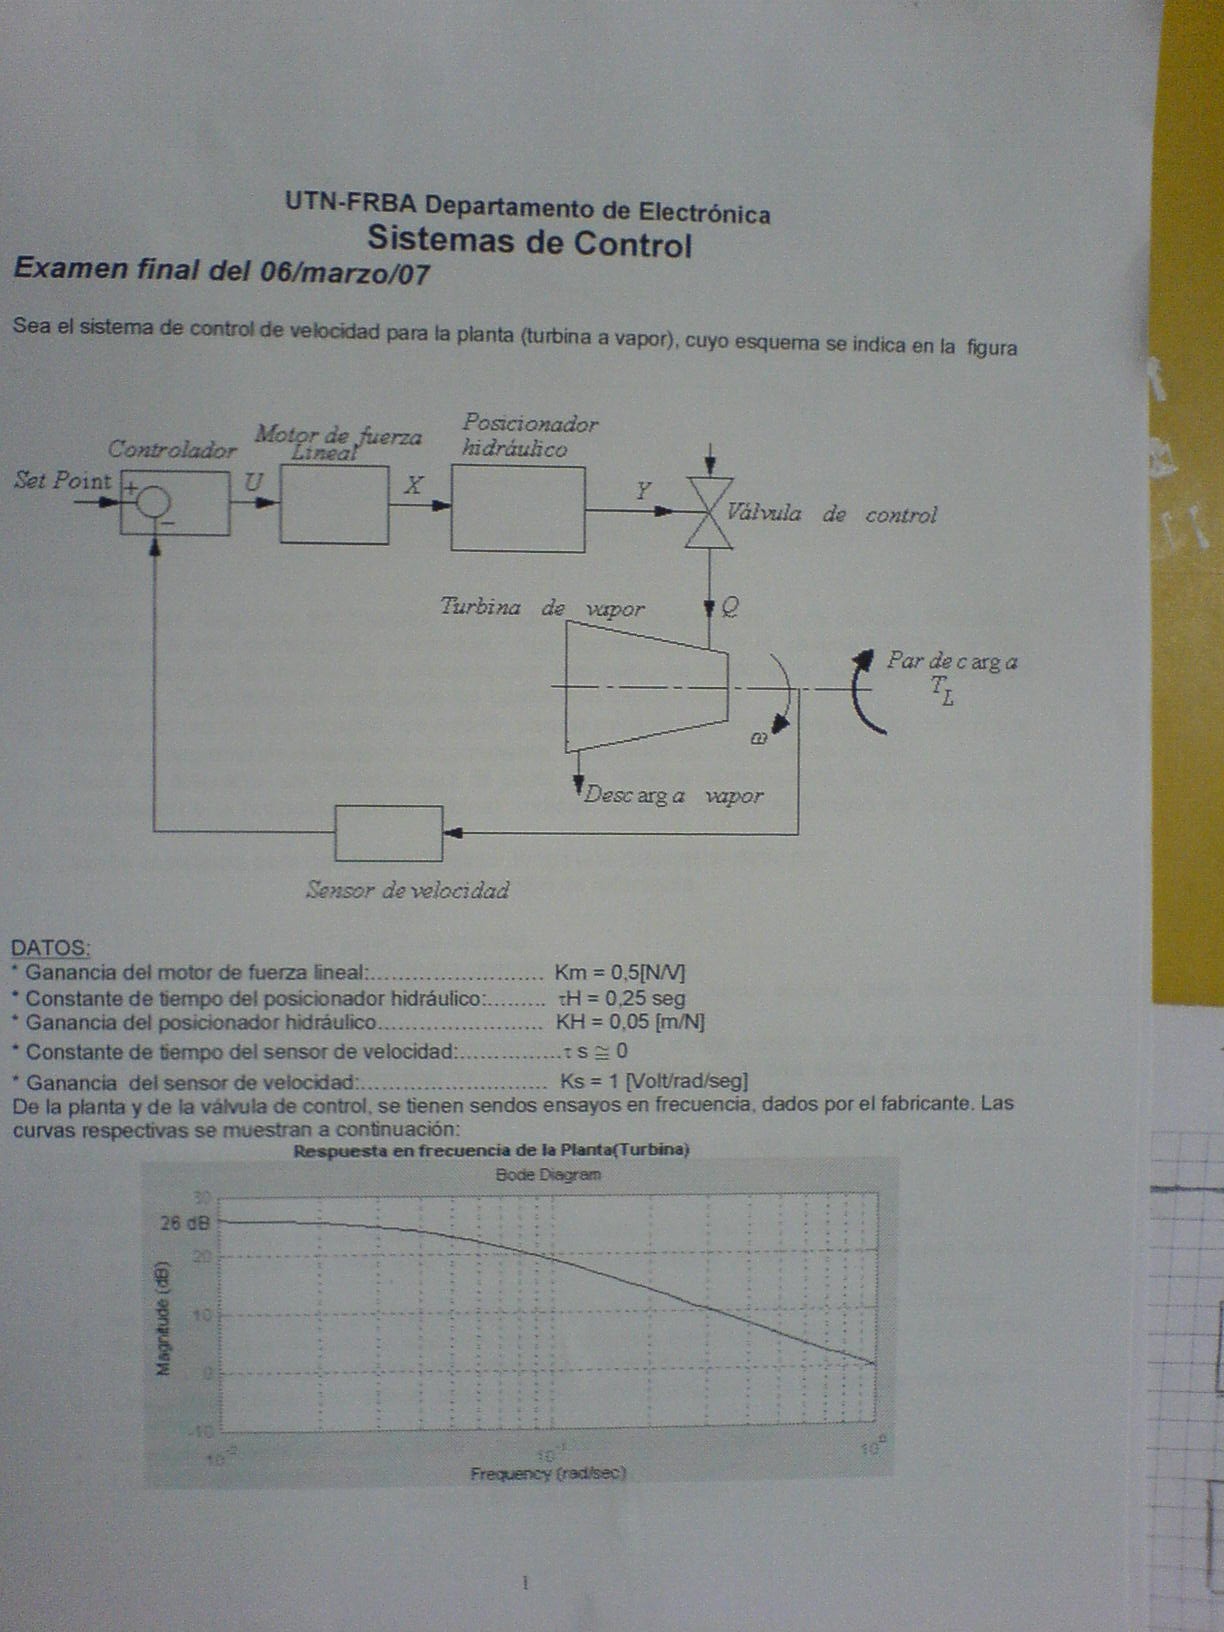 UTN-FRBA Departamento de Electrónica
Sistemas de Control
Examen final del 06/marzo/07
Sea el sistema de control de velocidad para la planta (turbina a vapor), cuyo esquema se indica en la figura
Controlador
Motor de fuerza
Lineal
Posicionador
hidráulico
Set Point
+
−
U
X
Y
Válvula de control
Turbina de vapor
Q
Par de c arg a
T_L
ω
Desc arg a vapor
Sensor de velocidad
DATOS:
* Ganancia del motor de fuerza lineal:........................ Km = 0,5[N/V]
* Constante de tiempo del posicionador hidráulico:......... τH = 0,25 seg
* Ganancia del posicionador hidráulico....................... KH = 0,05 [m/N]
* Constante de tiempo del sensor de velocidad:...............τ s ≅ 0
* Ganancia del sensor de velocidad:.......................... Ks = 1 [Volt/rad/seg]
De la planta y de la válvula de control, se tienen sendos ensayos en frecuencia, dados por el fabricante. Las
curvas respectivas se muestran a continuación:
Respuesta en frecuencia de la Planta(Turbina)
Bode Diagram
30
26 dB
20
10
0
-10
Magnitude (dB)
10^-2
10^-1
10^0
Frequency (rad/sec)
1